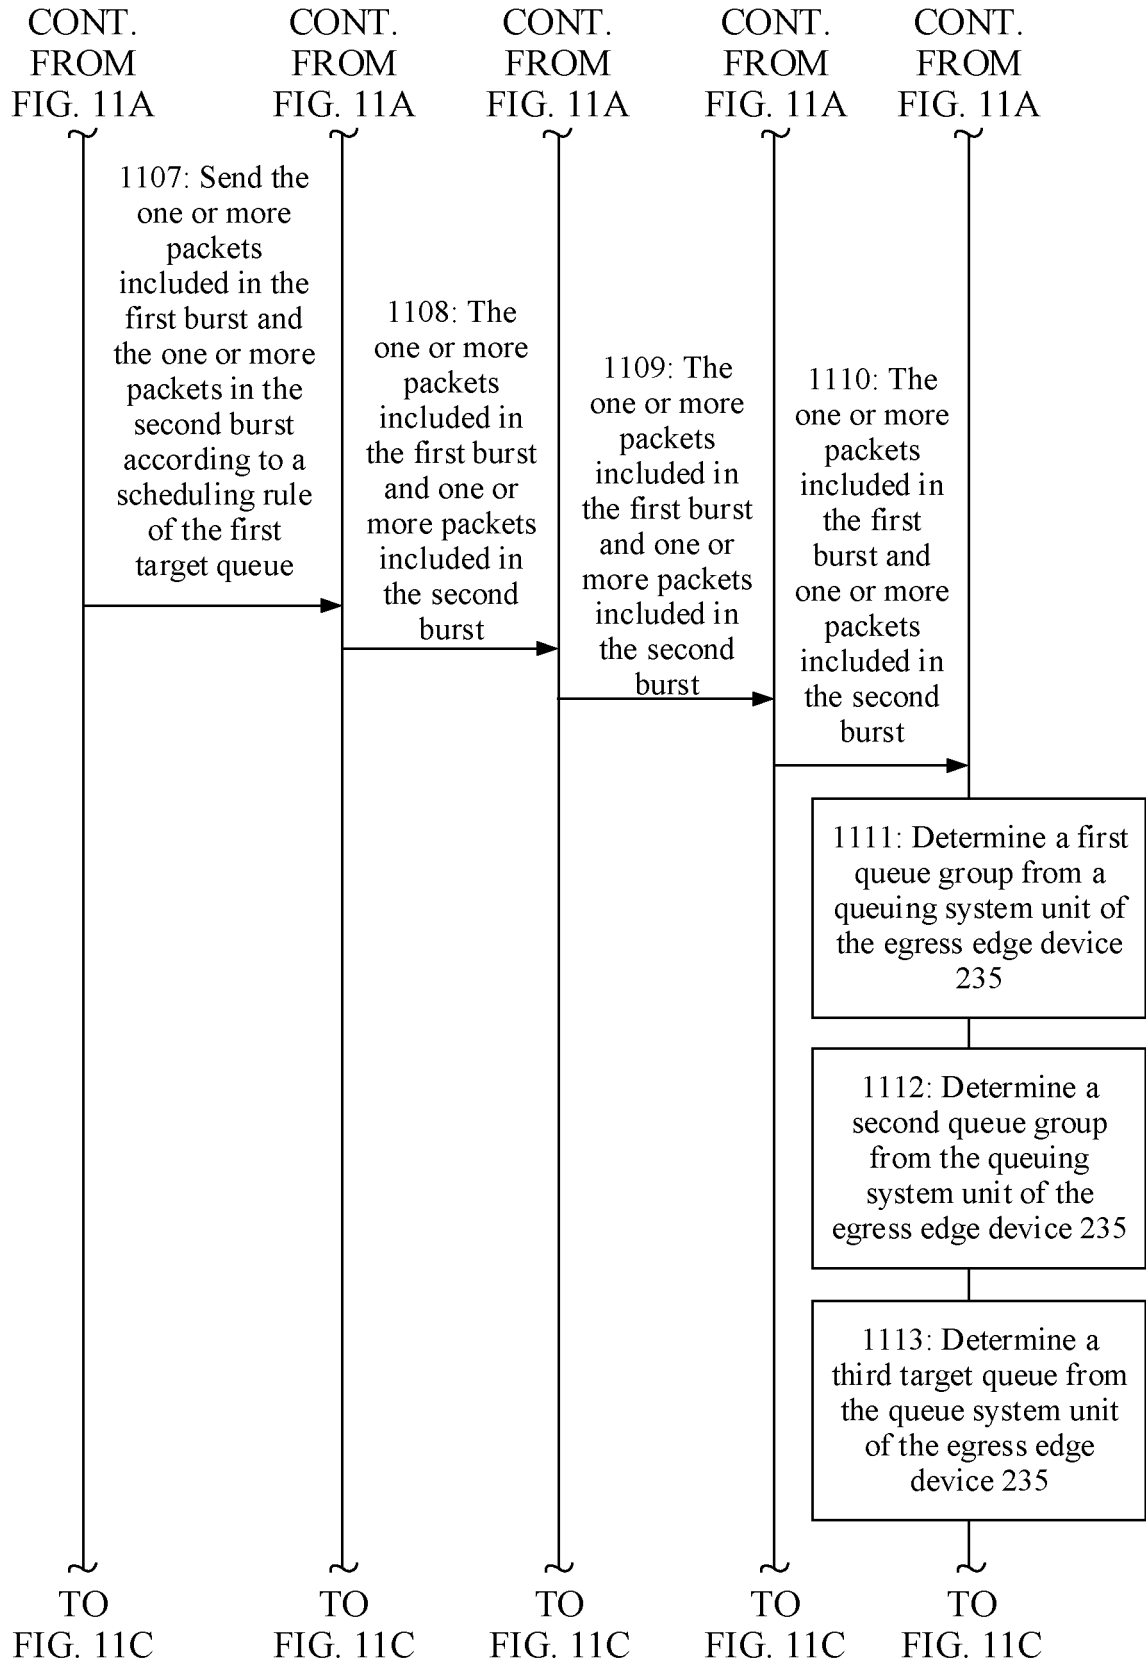 CONT.
FROM
FIG. 11A
CONT.
FROM
FIG. 11A
CONT.
FROM
FIG. 11A
CONT.
FROM
FIG. 11A
CONT.
FROM
FIG. 11A
1107: Send the
one or more
packets
included in the
first burst and
the one or more
packets in the
second burst
according to a
scheduling rule
of the first
target queue
1108: The
one or more
packets
included in
the first burst
and one or
more packets
included in
the second
burst
1109: The
one or more
packets
included in
the first burst
and one or
more packets
included in
the second
burst
1110: The
one or more
packets
included in
the first
burst and
one or more
packets
included in
the second
burst
1111: Determine a first
queue group from a
queuing system unit of
the egress edge device
235
1112: Determine a
second queue group
from the queuing
system unit of the
egress edge device 235
1113: Determine a
third target queue from
the queue system unit
of the egress edge
device 235
TO
FIG. 11C
TO
FIG. 11C
TO
FIG. 11C
TO
FIG. 11C
TO
FIG. 11C